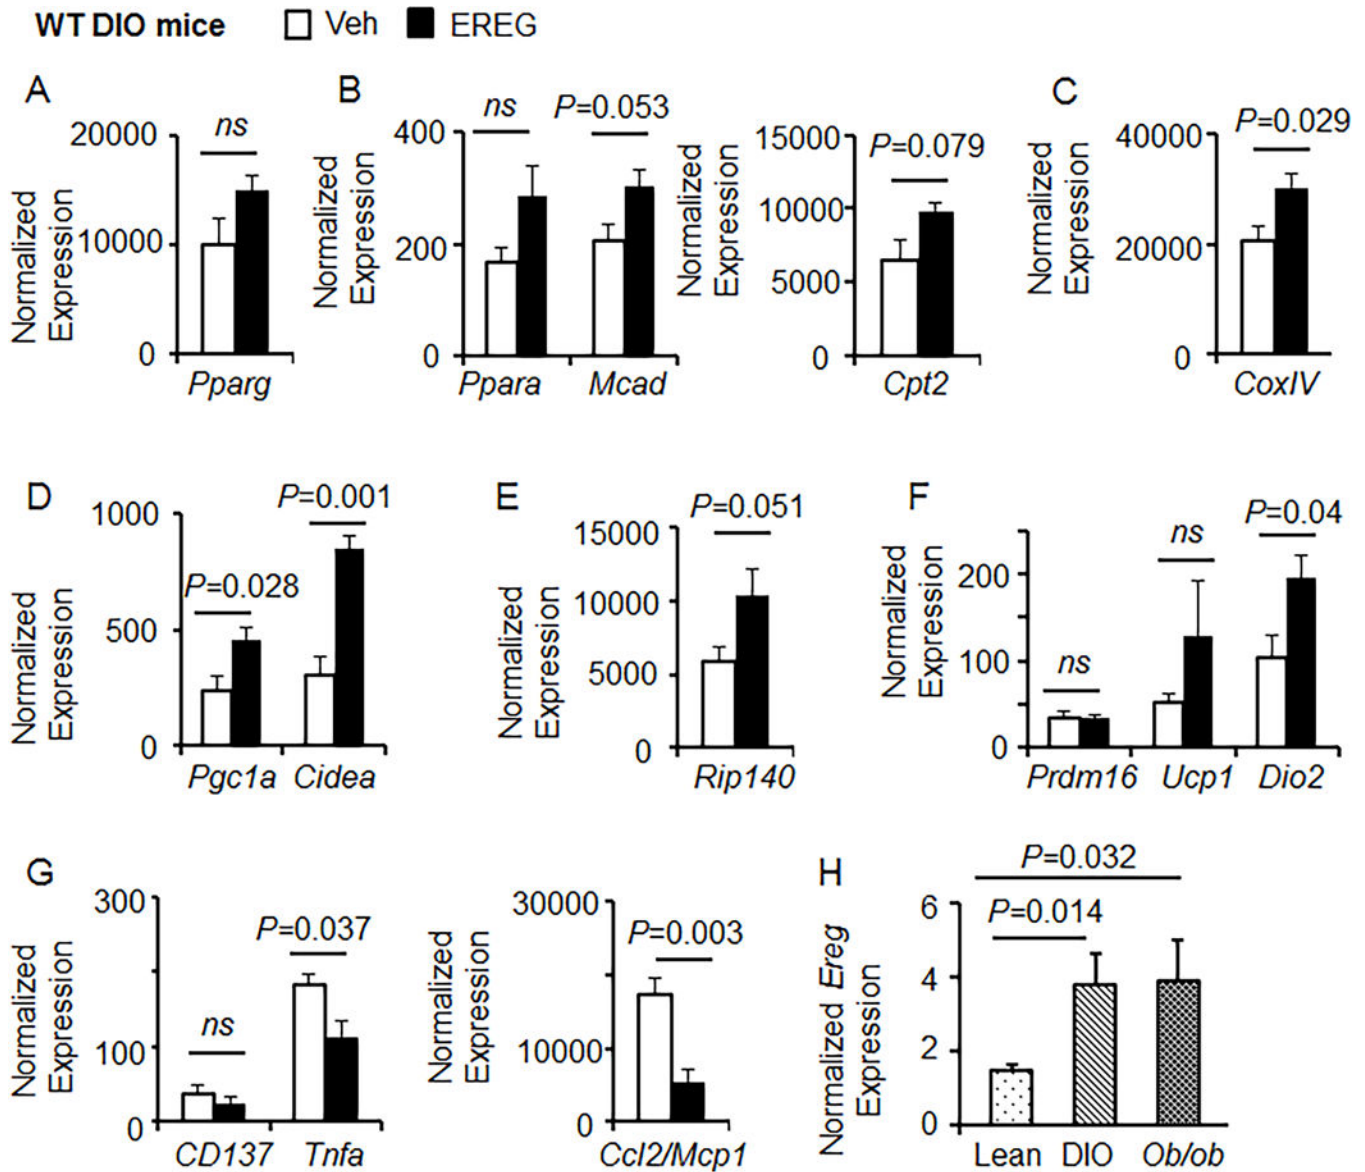 WT DIO mice Veh EREG
A
20000
10000
0
Normalized
Expression
ns
Pparg
B
400
200
0
Normalized
Expression
ns
P=0.053
Ppara Mcad
15000
10000
5000
0
Normalized
Expression
P=0.079
Cpt2
C
40000
20000
0
Normalized
Expression
P=0.029
CoxIV
D
1000
500
0
Normalized
Expression
P=0.028
P=0.001
Pgc1a Cidea
E
15000
10000
5000
0
Normalized
Expression
P=0.051
Rip140
F
200
100
0
Normalized
Expression
ns
ns
P=0.04
Prdm16 Ucp1 Dio2
G
300
100
0
Normalized
Expression
ns
P=0.037
CD137 Tnfa
30000
10000
0
Normalized
Expression
P=0.003
Ccl2/Mcp1
H
6
4
2
0
Normalized Ereg
Expression
P=0.032
P=0.014
Lean DIO Ob/ob